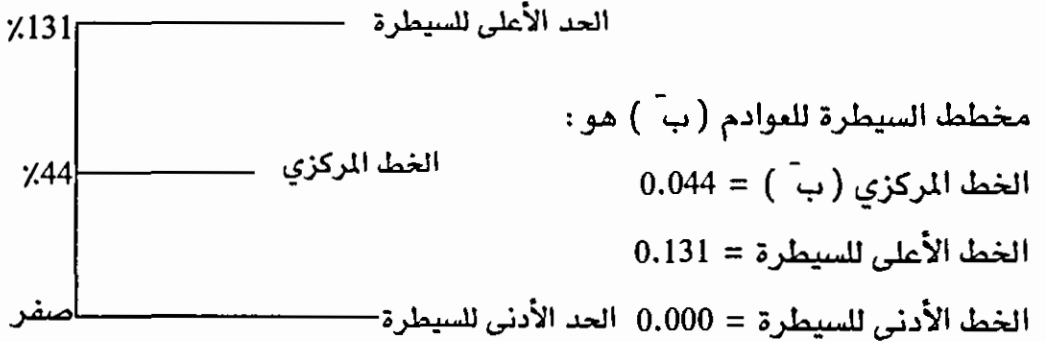 ٪131 الحد الأعلى للسيطرة
مخطط السيطرة للعوادم ( ب¯ ) هو :
٪44 الخط المركزي
الخط المركزي ( ب¯ ) = 0.044
الخط الأعلى للسيطرة = 0.131
الخط الأدنى للسيطرة = 0.000
صفر الحد الأدنى للسيطرة